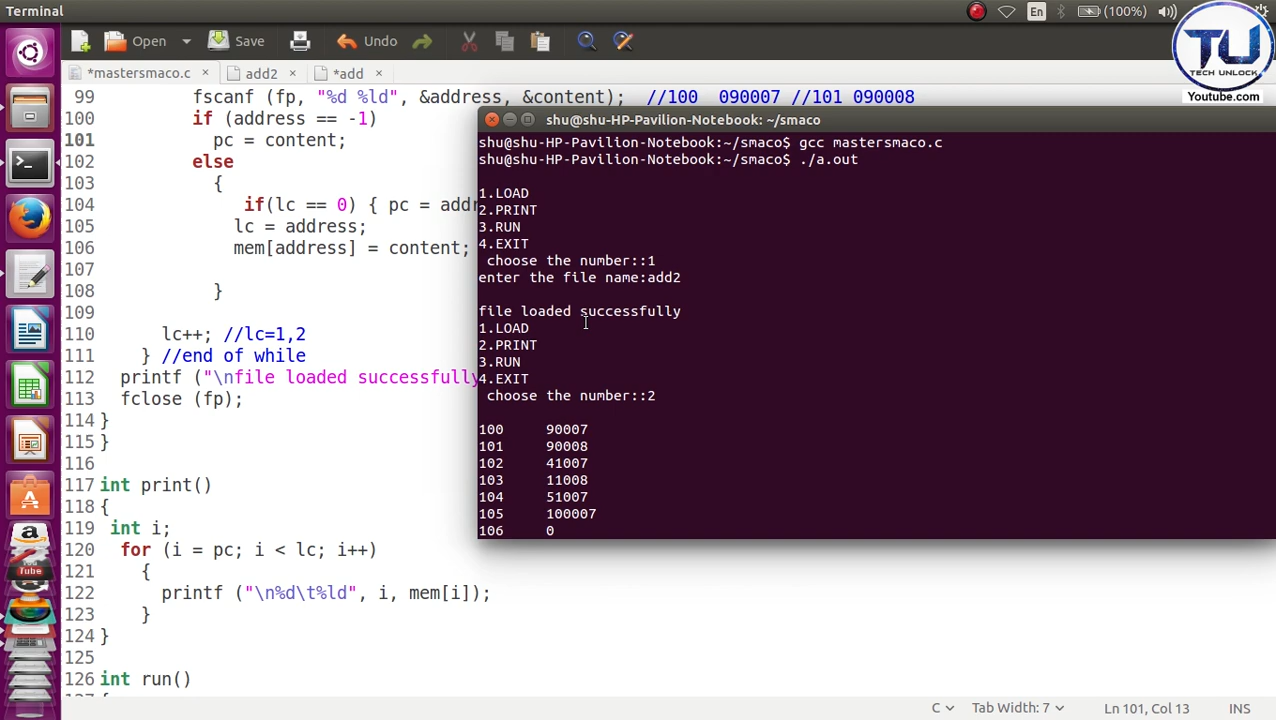 Terminal
En
(100%)
TU
TECH UNLOCK
Youtube.com
Open
Save
Undo
*mastersmaco.c ×
add2 ×
*add ×
99 fscanf (fp, "%d %ld", &address, &content); //100 090007 //101 090008
100 if (address == -1)
101 pc = content;
102 else
103 {
104 if(lc == 0) { pc = addr
105 lc = address;
106 mem[address] = content;
107
108 }
109
110 lc++; //lc=1,2
111 } //end of while
112 printf ("\nfile loaded successfully
113 fclose (fp);
114 }
115 }
116
117 int print()
118 {
119 int i;
120 for (i = pc; i < lc; i++)
121 {
122 printf ("\n%d\t%ld", i, mem[i]);
123 }
124 }
125
126 int run()
shu@shu-HP-Pavilion-Notebook: ~/smaco
shu@shu-HP-Pavilion-Notebook:~/smaco$ gcc mastersmaco.c
shu@shu-HP-Pavilion-Notebook:~/smaco$ ./a.out
1.LOAD
2.PRINT
3.RUN
4.EXIT
choose the number::1
enter the file name:add2
file loaded successfully
1.LOAD
2.PRINT
3.RUN
4.EXIT
choose the number::2
100 90007
101 90008
102 41007
103 11008
104 51007
105 100007
106 0
C
Tab Width: 7
Ln 101, Col 13
INS